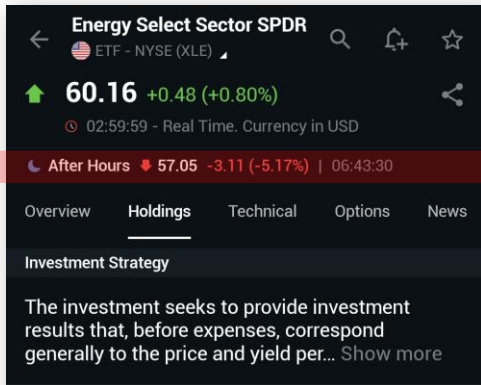 Energy Select Sector SPDR
ETF - NYSE (XLE)
60.16 +0.48 (+0.80%)
02:59:59 - Real Time. Currency in USD
After Hours 57.05 -3.11 (-5.17%) | 06:43:30
Overview Holdings Technical Options News
Investment Strategy
The investment seeks to provide investment
results that, before expenses, correspond
generally to the price and yield per... Show more